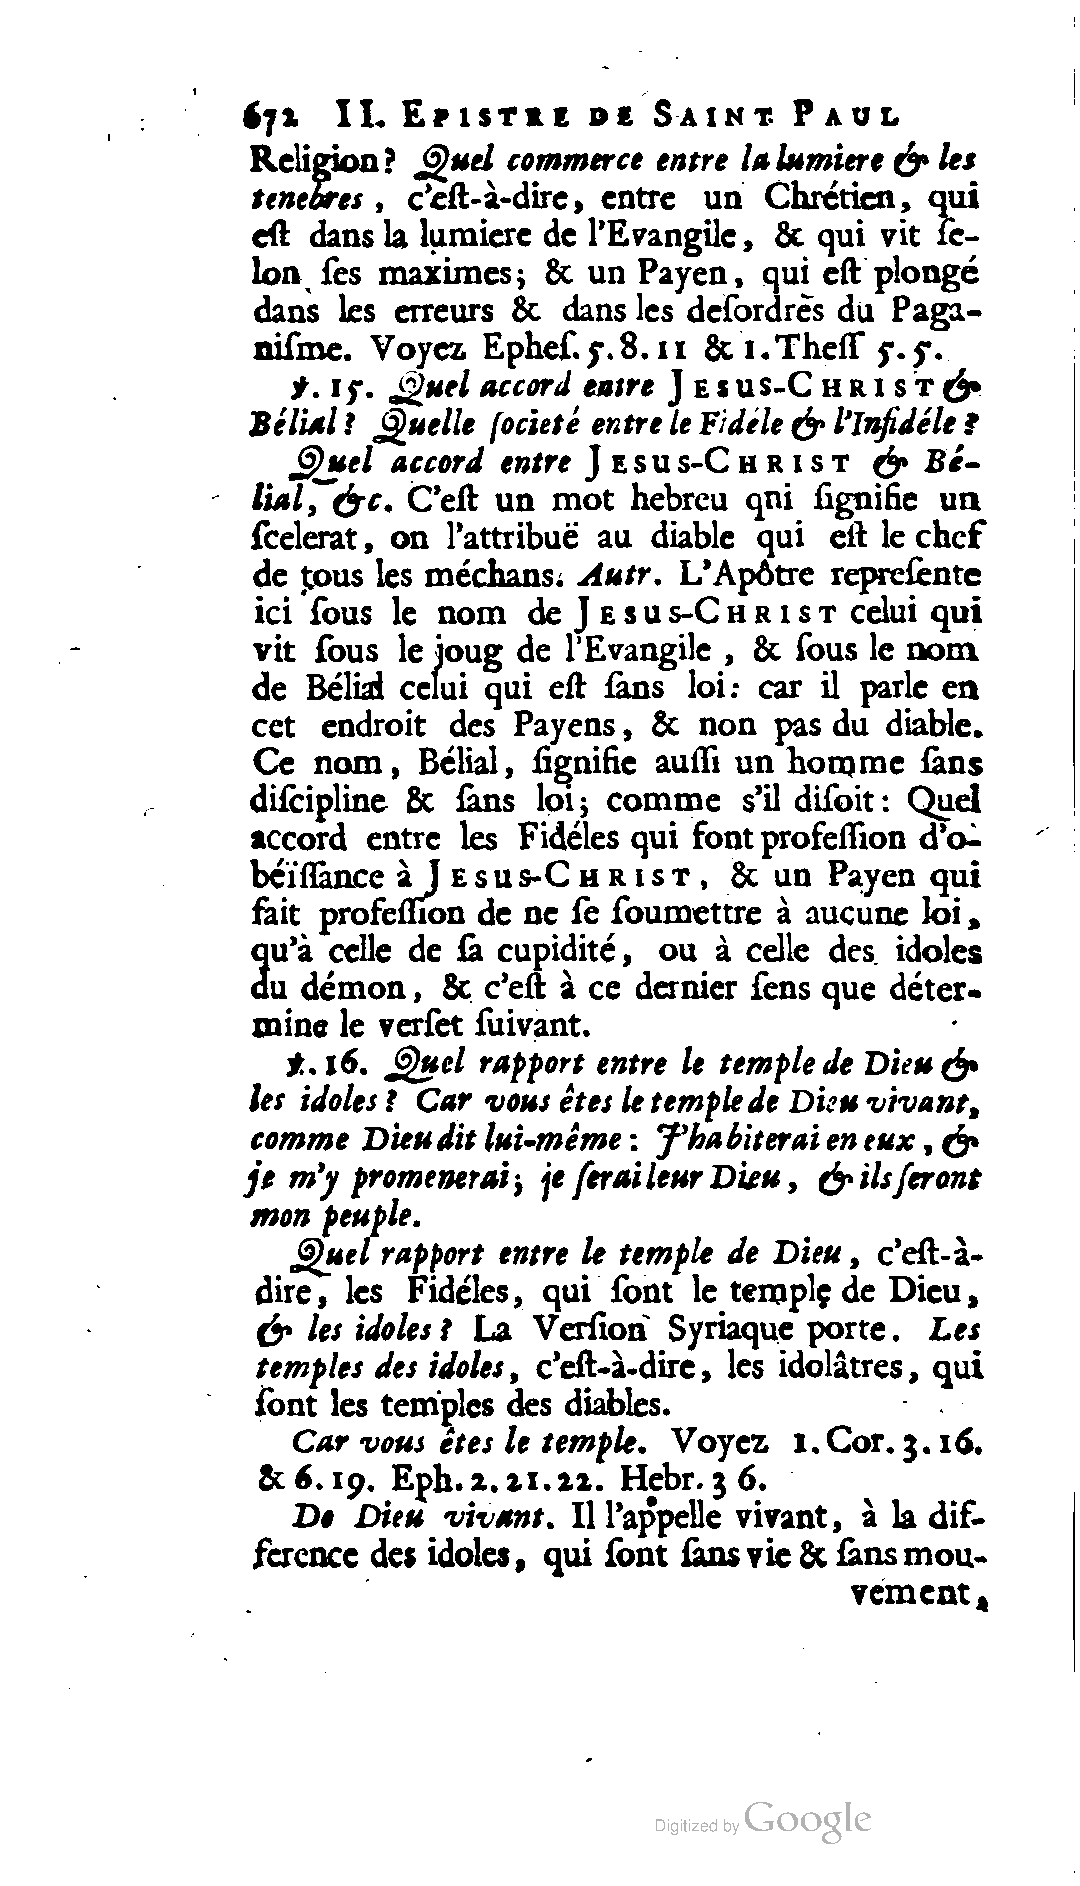 672 II. EPISTRE DE SAINT PAUL
Religion? Quel commerce entre la lumiere & les
tenebres, c'eſt-à-dire, entre un Chrétien, qui
eſt dans la lumiere de l'Evangile, & qui vit ſe-
lon ſes maximes; & un Payen, qui eſt plongé
dans les erreurs & dans les deſordres du Paga-
niſme. Voyez Epheſ. 5. 8. 11 & 1. Theſſ 5. 5.
℣. 15. Quel accord entre JESUS-CHRIST &
Bélial? Quelle ſocieté entre le Fidéle & l'Infidéle?
Quel accord entre JESUS-CHRIST & Bé-
lial, &c. C'eſt un mot hebreu qni ſignifie un
ſcelerat, on l'attribuë au diable qui eſt le chef
de tous les méchans. Autr. L'Apôtre repreſente
ici ſous le nom de JESUS-CHRIST celui qui
vit ſous le joug de l'Evangile, & ſous le nom
de Bélial celui qui eſt ſans loi: car il parle en
cet endroit des Payens, & non pas du diable.
Ce nom, Bélial, ſignifie auſſi un homme ſans
diſcipline & ſans loi; comme s'il diſoit: Quel
accord entre les Fidéles qui font profeſſion d'o-
béïſſance à JESUS-CHRIST, & un Payen qui
fait profeſſion de ne ſe ſoumettre à aucune loi,
qu'à celle de ſa cupidité, ou à celle des idoles
du démon, & c'eſt à ce dernier ſens que déter-
mine le verſet ſuivant.
℣. 16. Quel rapport entre le temple de Dieu &
les idoles? Car vous êtes le temple de Dieu vivant,
comme Dieu dit lui-même: J'habiterai en eux, &
je m'y promenerai; je ſerai leur Dieu, & ils ſeront
mon peuple.
Quel rapport entre le temple de Dieu, c'eſt-à-
dire, les Fidéles, qui ſont le temple de Dieu,
& les idoles? La Verſion Syriaque porte. Les
temples des idoles, c'eſt-à-dire, les idolâtres, qui
ſont les temples des diables.
Car vous êtes le temple. Voyez 1. Cor. 3. 16.
& 6. 19. Eph. 2. 21. 22. Hebr. 3 6.
De Dieu vivant. Il l'appelle vivant, à la dif-
ference des idoles, qui ſont ſans vie & ſans mou-
vement,
Digitized by Google